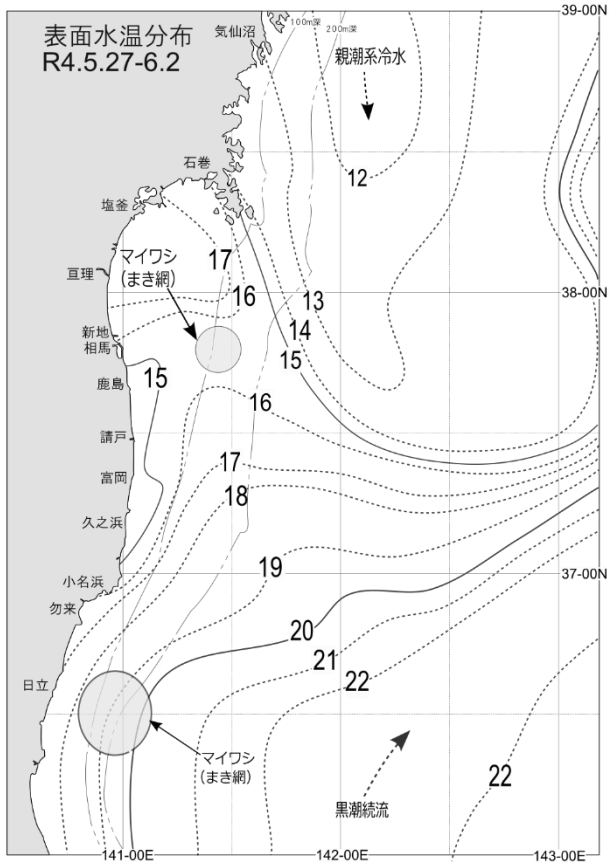 39-00N
表面水温分布
R4.5.27-6.2
気仙沼
100m深
200m深
親潮系冷水
石巻
12
塩釜
マイワシ
(まき網)
17
亘理
16
13
38-00N
14
新地
相馬
15
鹿島
15
16
請戸
17
富岡
18
久之浜
19
37-00N
小名浜
勿来
20
21
22
日立
マイワシ
(まき網)
22
黒潮続流
141-00E
142-00E
143-00E